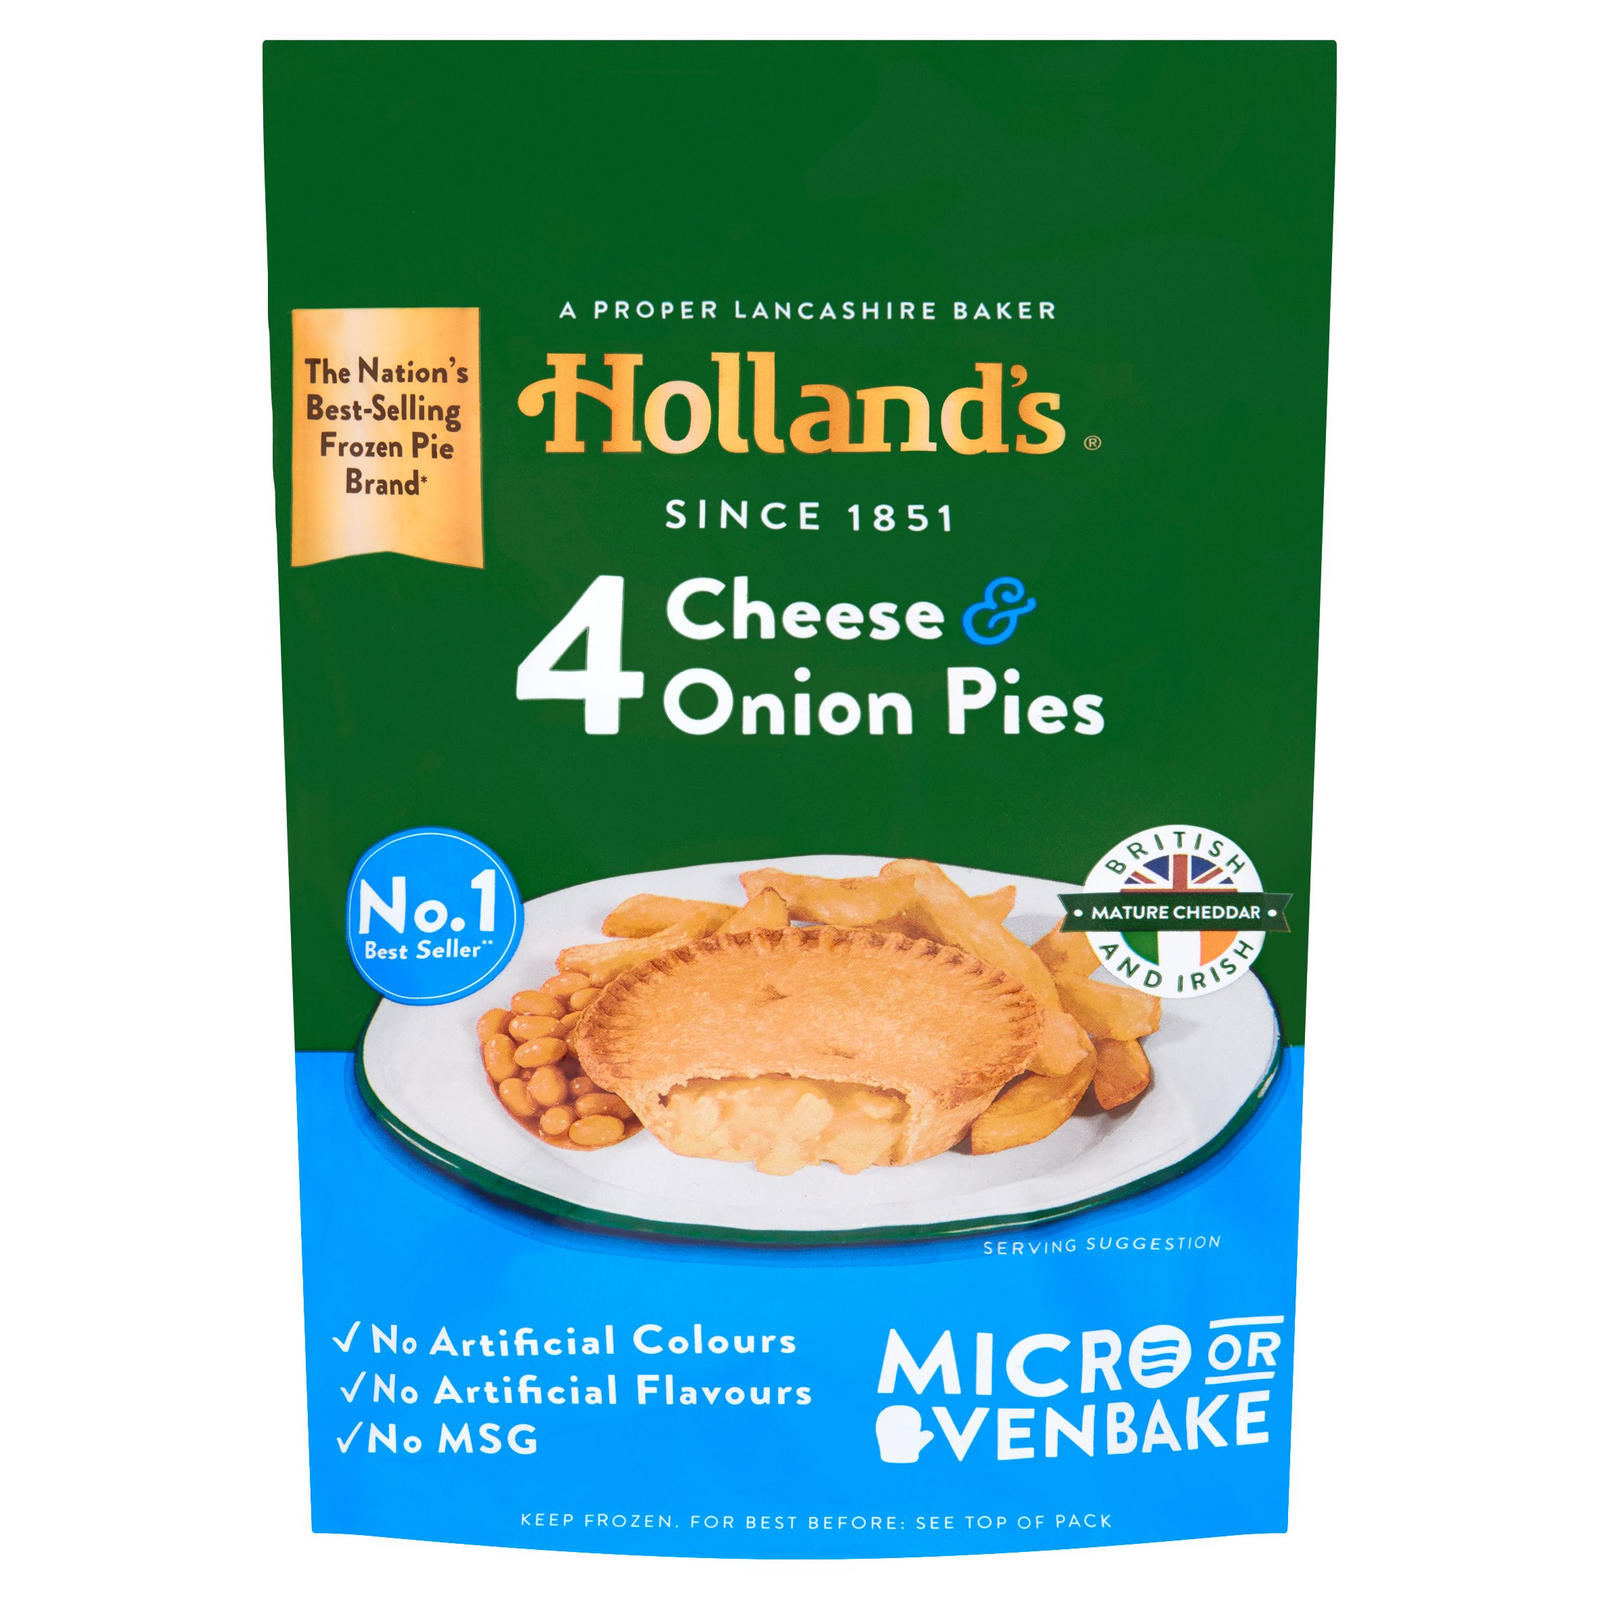 A PROPER LANCASHIRE BAKER
Holland's®
SINCE 1851
The Nation's
Best-Selling
Frozen Pie
Brand*
4 Cheese &
Onion Pies
No.1
Best Seller**
BRITISH
• MATURE CHEDDAR •
AND IRISH
SERVING SUGGESTION
✓ No Artificial Colours
✓ No Artificial Flavours
✓ No MSG
MICRO OR
OVENBAKE
KEEP FROZEN. FOR BEST BEFORE: SEE TOP OF PACK